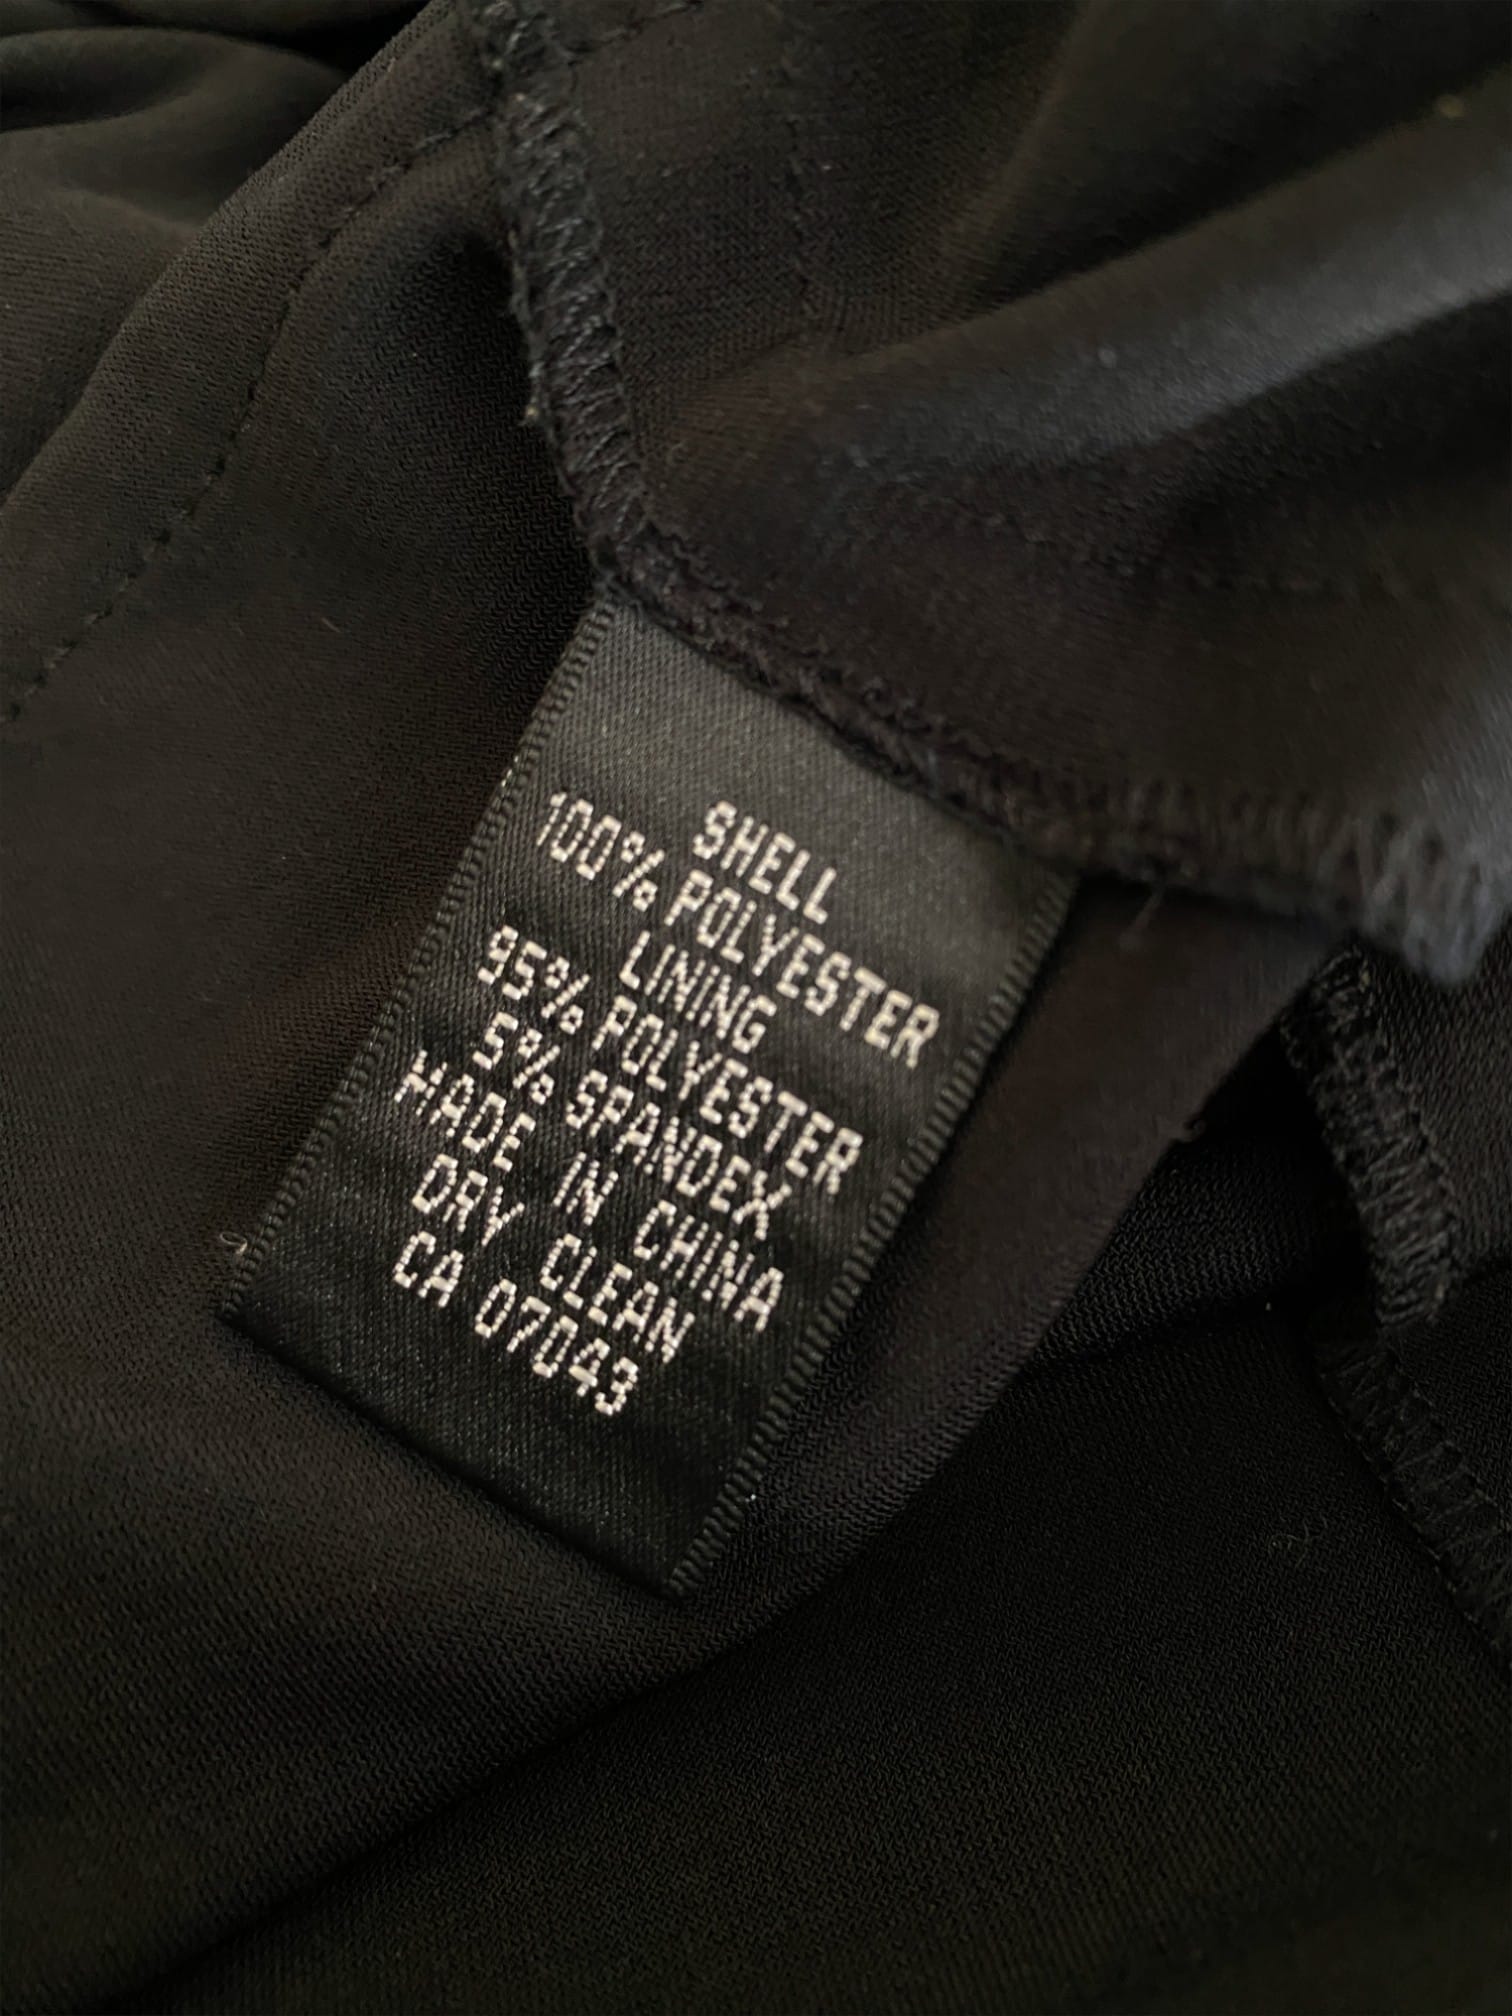 SHELL
100% POLYESTER
LINING
95% POLYESTER
5% SPANDEX
MADE IN CHINA
DRY CLEAN
CA 07043